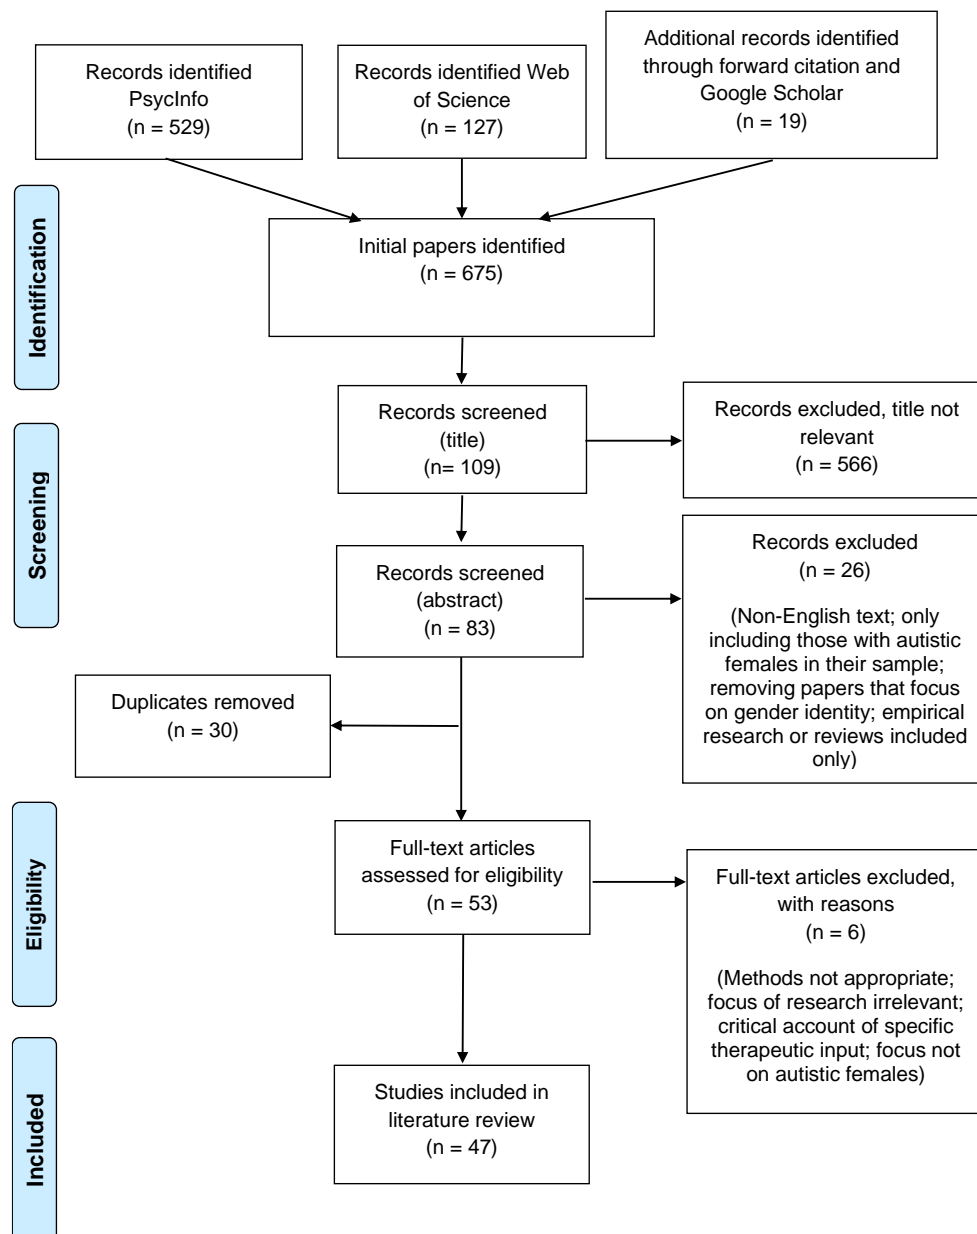 Records identified
PsycInfo
(n = 529)
Records identified Web
of Science
(n = 127)
Additional records identified
through forward citation and
Google Scholar
(n = 19)
Identification
Initial papers identified
(n = 675)
Screening
Records screened
(title)
(n= 109)
Records excluded, title not
relevant
(n = 566)
Records screened
(abstract)
(n = 83)
Records excluded
(n = 26)
(Non-English text; only
including those with autistic
females in their sample;
removing papers that focus
on gender identity; empirical
research or reviews included
only)
Duplicates removed
(n = 30)
Eligibility
Full-text articles
assessed for eligibility
(n = 53)
Full-text articles excluded,
with reasons
(n = 6)
(Methods not appropriate;
focus of research irrelevant;
critical account of specific
therapeutic input; focus not
on autistic females)
Included
Studies included in
literature review
(n = 47)